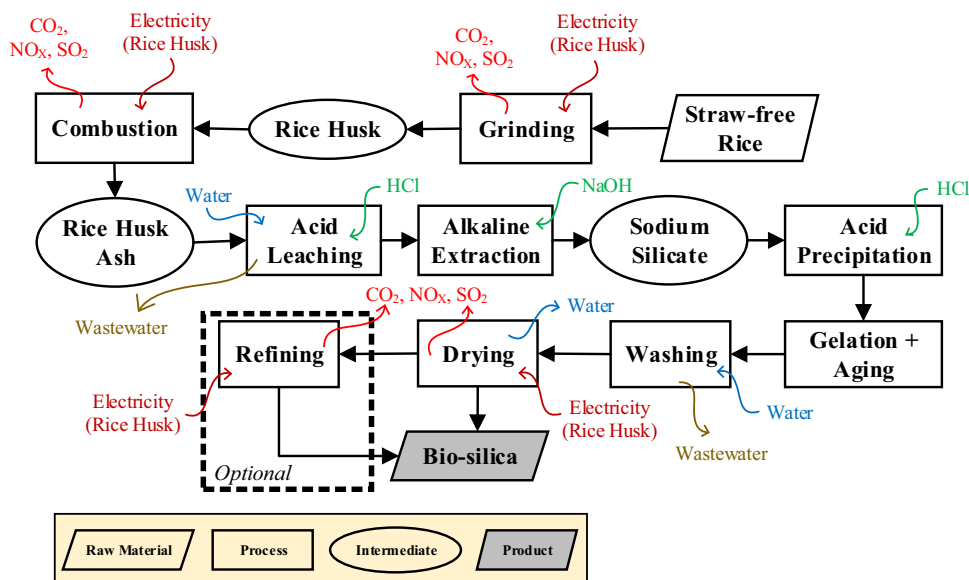 CO₂,
NOₓ, SO₂
Electricity
(Rice Husk)
CO₂,
NOₓ, SO₂
Electricity
(Rice Husk)
Combustion
Rice Husk
Grinding
Straw-free
Rice
Rice Husk
Ash
Water
HCl
Acid
Leaching
NaOH
Alkaline
Extraction
Sodium
Silicate
HCl
Acid
Precipitation
Wastewater
CO₂, NOₓ, SO₂
Water
Refining
Drying
Washing
Gelation +
Aging
Electricity
(Rice Husk)
Electricity
(Rice Husk)
Water
Wastewater
Optional
Bio-silica
Raw Material
Process
Intermediate
Product